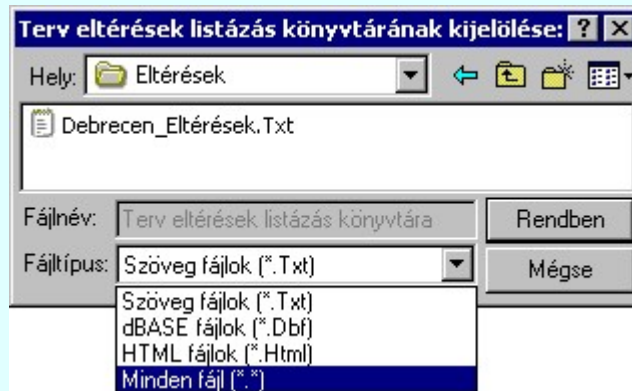 Terv eltérések listázás könyvtárának kijelölése:
Hely: Eltérések
Debrecen_Eltérések.Txt
Fájlnév: Terv eltérések listázás könyvtára Rendben
Fájltípus: Szöveg fájlok (*.Txt) Mégse
Szöveg fájlok (*.Txt)
dBASE fájlok (*.Dbf)
HTML fájlok (*.Html)
Minden fájl (*.*)